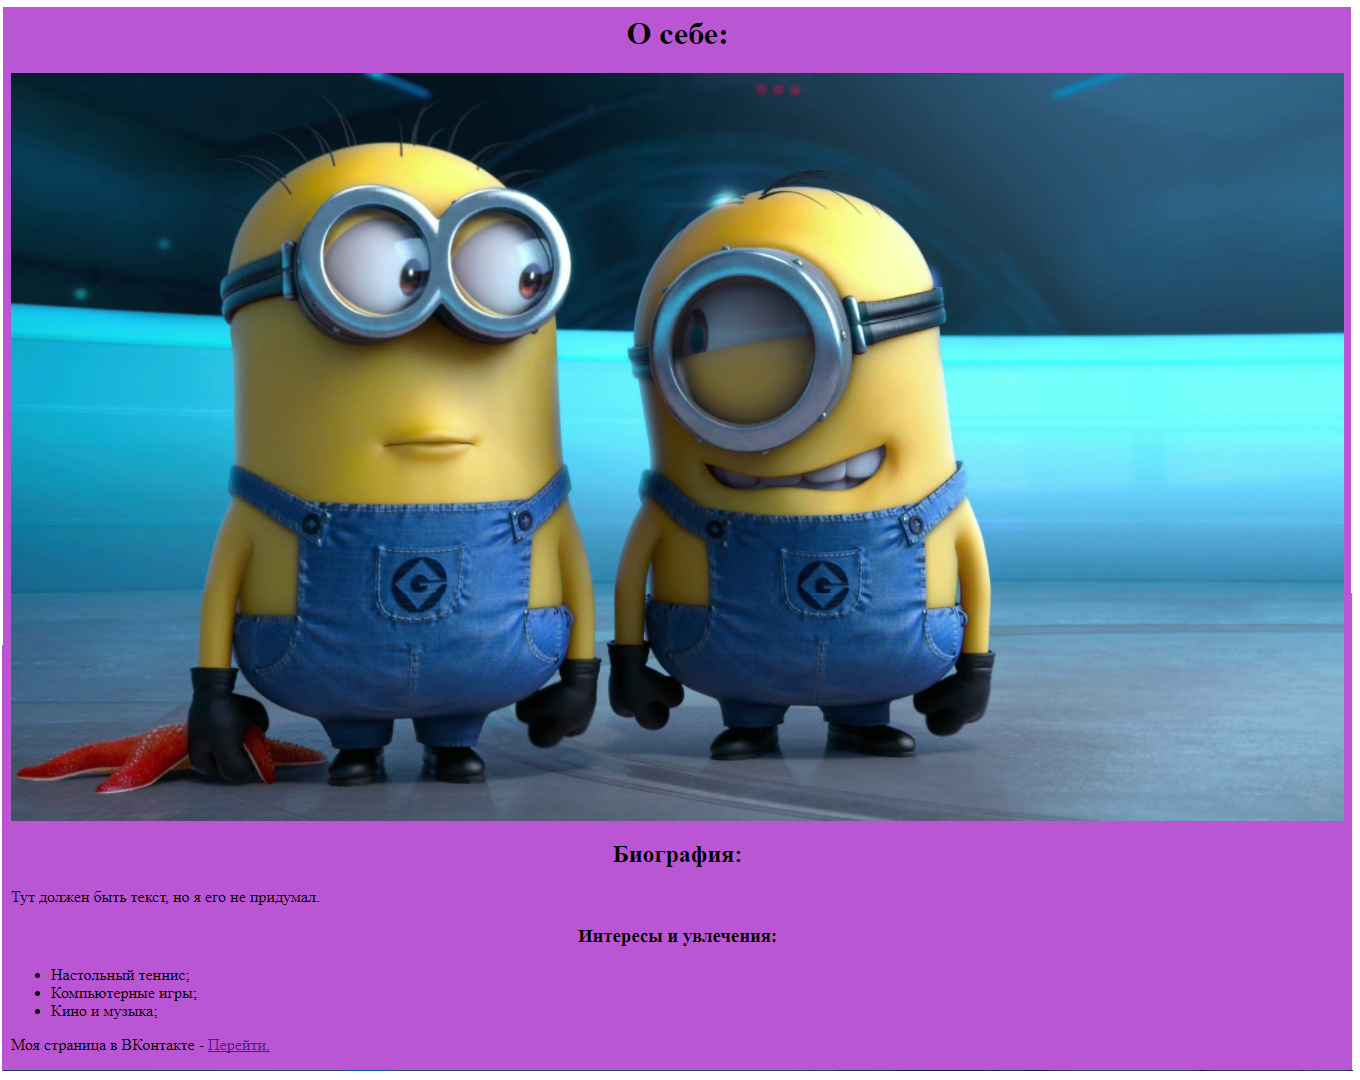 О себе:
Биография:
Тут должен быть текст, но я его не придумал.
Интересы и увлечения:
Настольный теннис;
Компьютерные игры;
Кино и музыка;
Моя страница в ВКонтакте - Перейти.